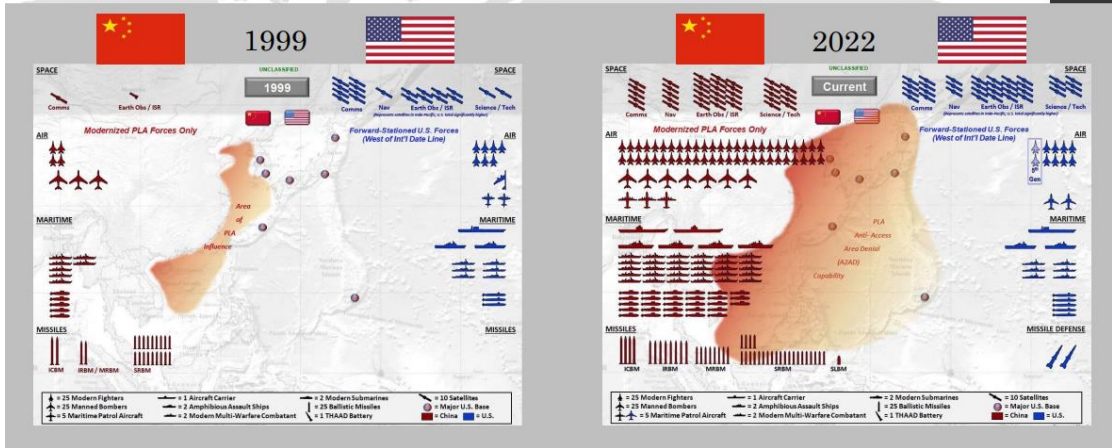 1999
2022
UNCLASSIFIED
1999
SPACE
SPACE
Comms
Earth Obs / ISR
Comms
Nav
Earth Obs / ISR
Science / Tech
AIR
Modernized PLA Forces Only
Forward-Stationed U.S. Forces
(West of Int'l Date Line)
AIR
Area
of
PLA
Influence
MARITIME
MARITIME
MISSILES
MISSILES
ICBM
IRBM / MRBM
SRBM
= 25 Modern Fighters
= 1 Aircraft Carrier
= 2 Modern Submarines
= 10 Satellites
= 25 Manned Bombers
= 2 Amphibious Assault Ships
= 25 Ballistic Missiles
= Major U.S. Base
= 5 Maritime Patrol Aircraft
= 2 Modern Multi-Warfare Combatant
= 1 THAAD Battery
= China
= U.S.
UNCLASSIFIED
Current
SPACE
SPACE
Comms
Nav
Earth Obs / ISR
Science / Tech
Comms
Nav
Earth Obs / ISR
Science / Tech
AIR
Modernized PLA Forces Only
Forward-Stationed U.S. Forces
(West of Int'l Date Line)
AIR
5th
Gen
MARITIME
MARITIME
PLA
Anti- Access
Area Denial
(A2AD)
Capability
MISSILES
MISSILE DEFENSE
ICBM
IRBM
MRBM
SRBM
SLBM
= 25 Modern Fighters
= 1 Aircraft Carrier
= 2 Modern Submarines
= 10 Satellites
= 25 Manned Bombers
= 2 Amphibious Assault Ships
= 25 Ballistic Missiles
= Major U.S. Base
= 5 Maritime Patrol Aircraft
= 2 Modern Multi-Warfare Combatant
= 1 THAAD Battery
= China
= U.S.